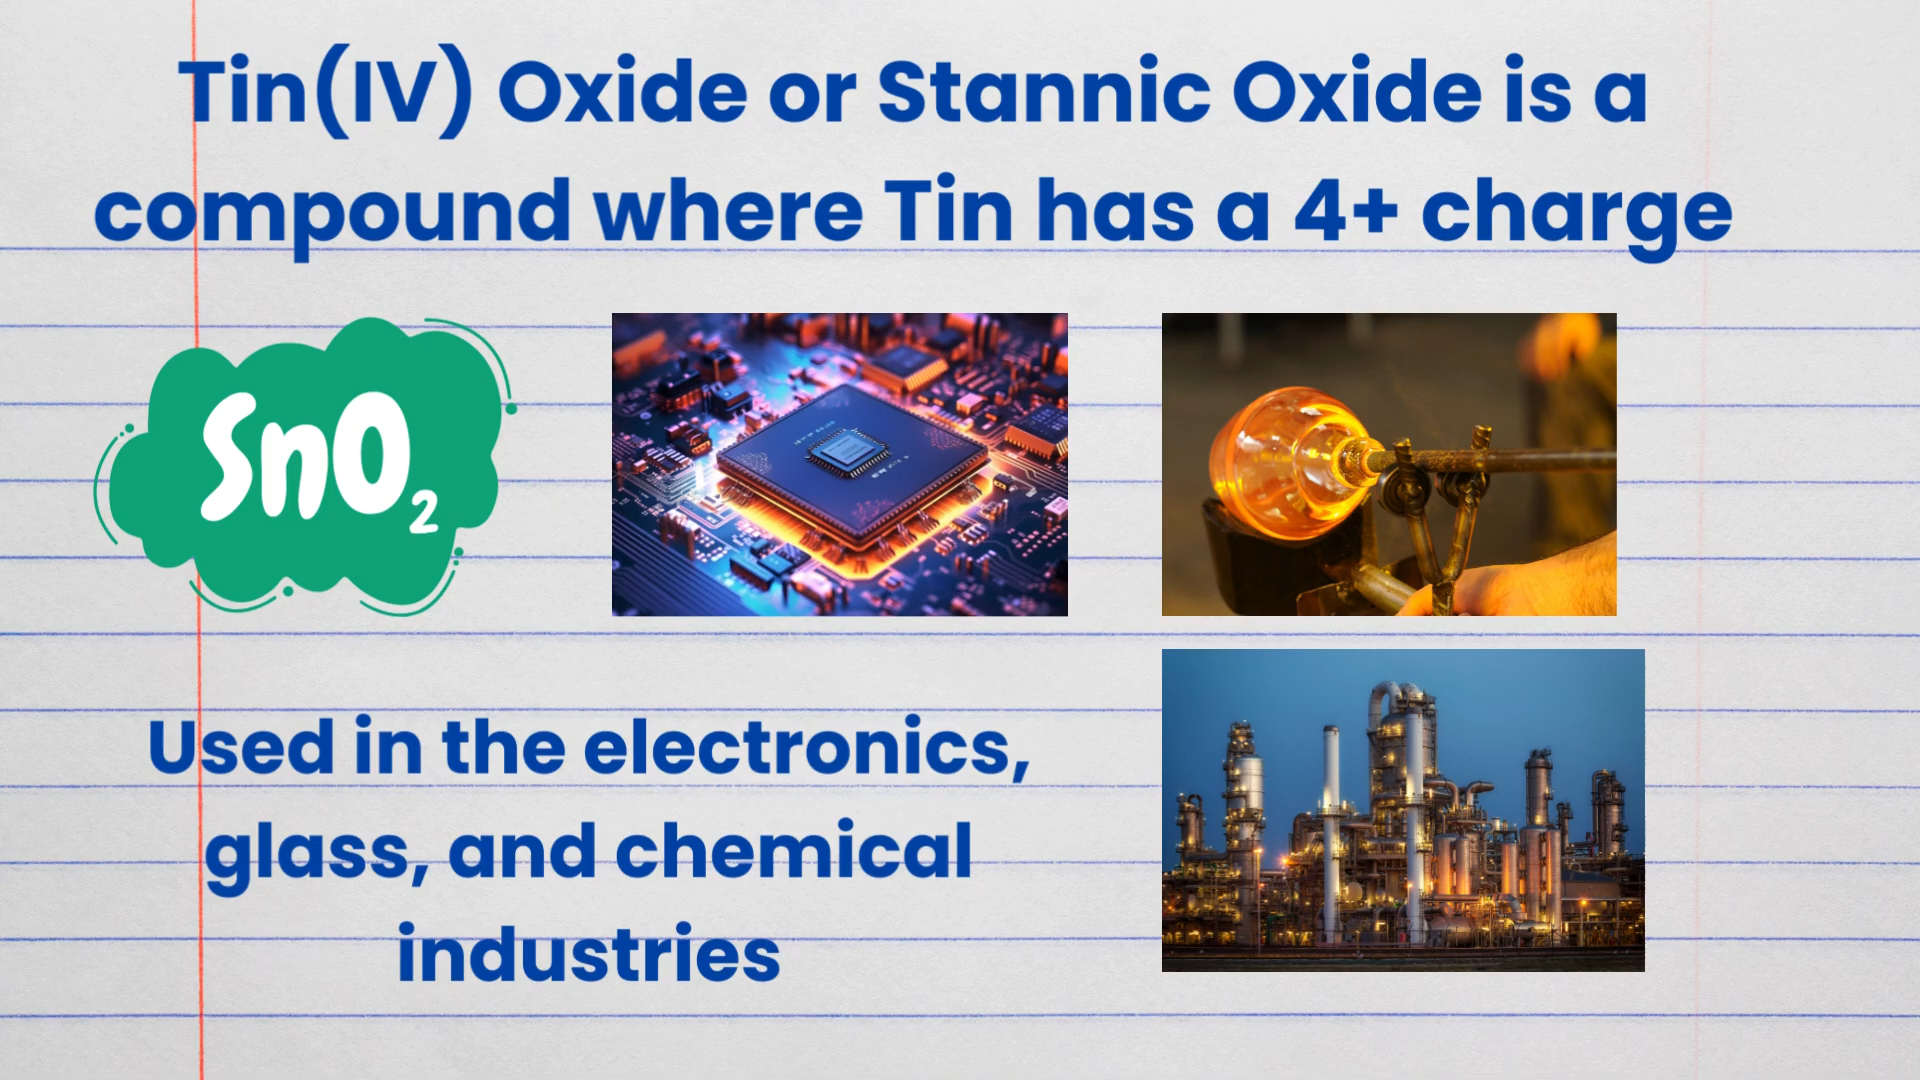 Tin(IV) Oxide or Stannic Oxide is a
compound where Tin has a 4+ charge
SnO₂
Used in the electronics,
glass, and chemical
industries